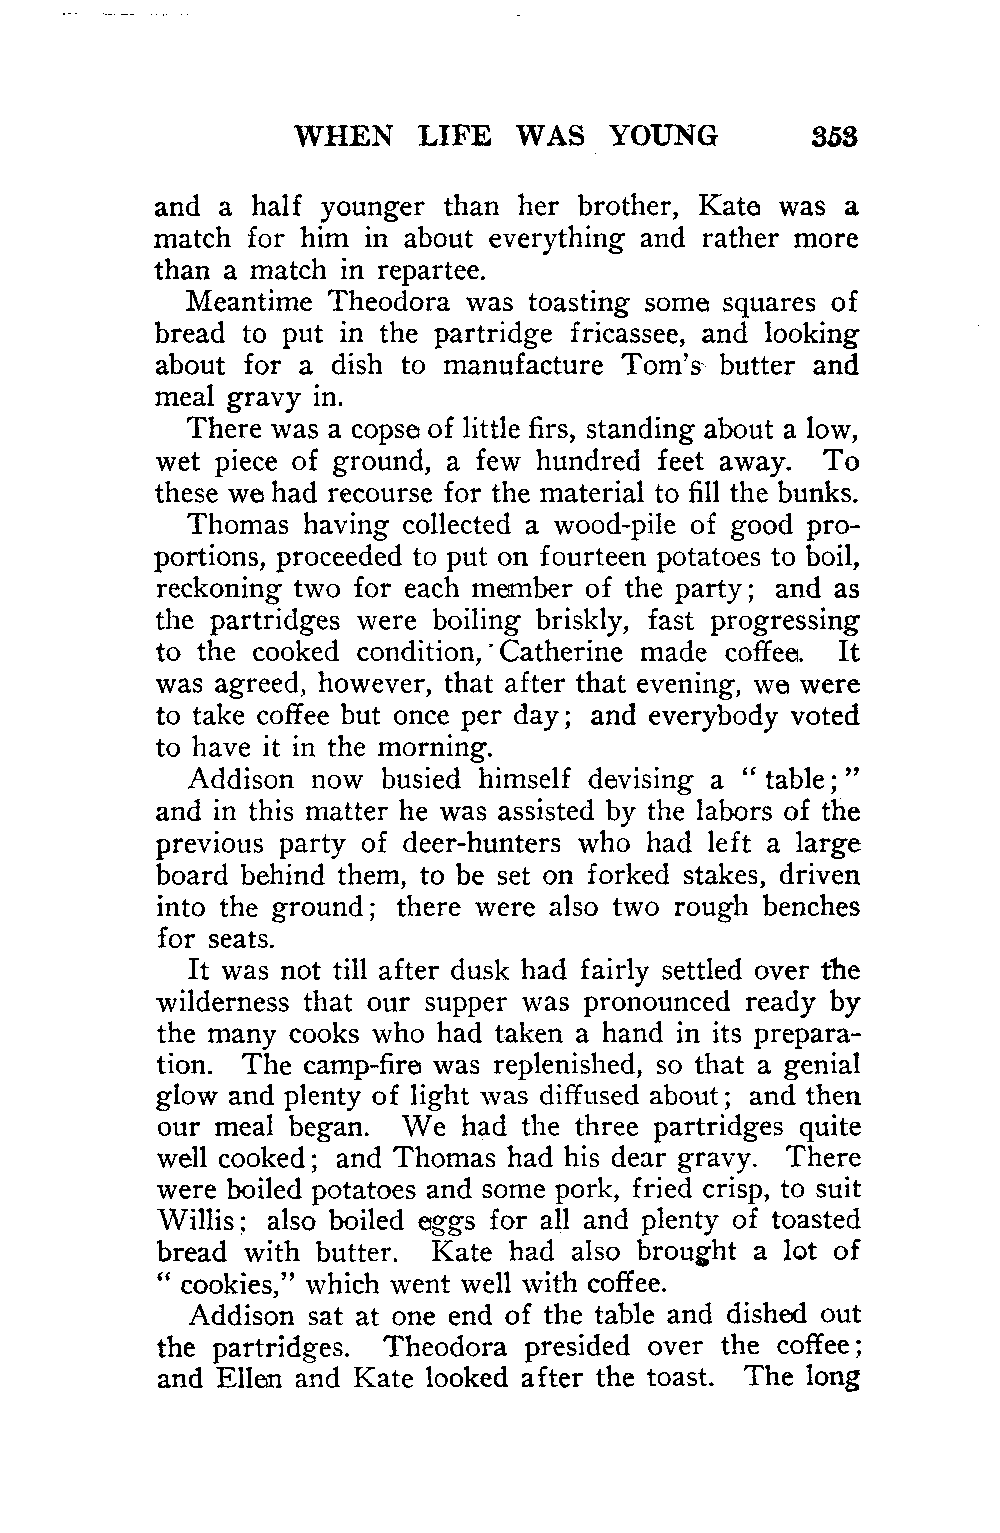 WHEN LIFE WAS YOUNG 353
and a half younger than her brother, Kate was a
match for him in about everything and rather more
than a match in repartee.
Meantime Theodora was toasting some squares of
bread to put in the partridge fricassee, and looking
about for a dish to manufacture Tom's butter and
meal gravy in.
There was a copse of little firs, standing about a low,
wet piece of ground, a few hundred feet away. To
these we had recourse for the material to fill the bunks.
Thomas having collected a wood-pile of good pro-
portions, proceeded to put on fourteen potatoes to boil,
reckoning two for each member of the party; and as
the partridges were boiling briskly, fast progressing
to the cooked condition, Catherine made coffee. It
was agreed, however, that after that evening, we were
to take coffee but once per day; and everybody voted
to have it in the morning.
Addison now busied himself devising a " table; "
and in this matter he was assisted by the labors of the
previous party of deer-hunters who had left a large
board behind them, to be set on forked stakes, driven
into the ground; there were also two rough benches
for seats.
It was not till after dusk had fairly settled over the
wilderness that our supper was pronounced ready by
the many cooks who had taken a hand in its prepara-
tion. The camp-fire was replenished, so that a genial
glow and plenty of light was diffused about; and then
our meal began. We had the three partridges quite
well cooked; and Thomas had his dear gravy. There
were boiled potatoes and some pork, fried crisp, to suit
Willis; also boiled eggs for all and plenty of toasted
bread with butter. Kate had also brought a lot of
" cookies," which went well with coffee.
Addison sat at one end of the table and dished out
the partridges. Theodora presided over the coffee;
and Ellen and Kate looked after the toast. The long